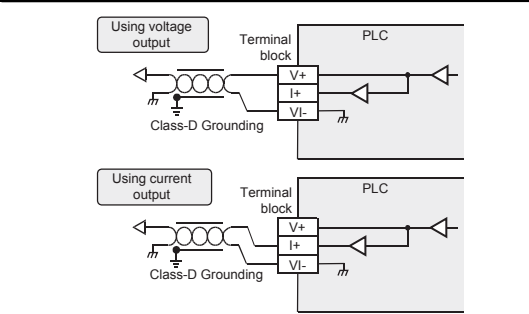 Using voltage
output
Terminal
block
PLC
V+
I+
VI-
Class-D Grounding
Using current
output
Terminal
block
PLC
V+
I+
VI-
Class-D Grounding